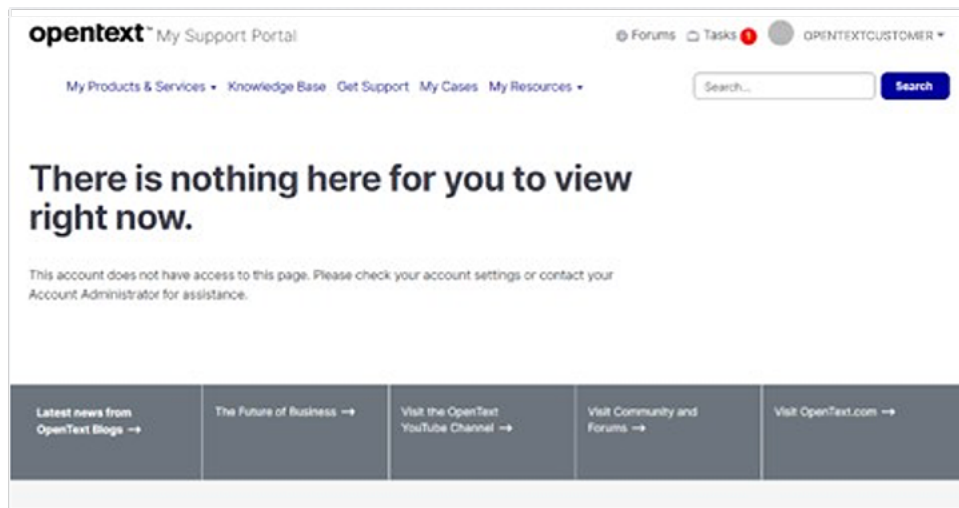 opentext™ My Support Portal
Forums Tasks 1 OPENTEXTCUSTOMER
My Products & Services Knowledge Base Get Support My Cases My Resources Search... Search
There is nothing here for you to view
right now.
This account does not have access to this page. Please check your account settings or contact your
Account Administrator for assistance.
Latest news from
OpenText Blogs →
The Future of Business →
Visit the OpenText
YouTube Channel →
Visit Community and
Forums →
Visit OpenText.com →